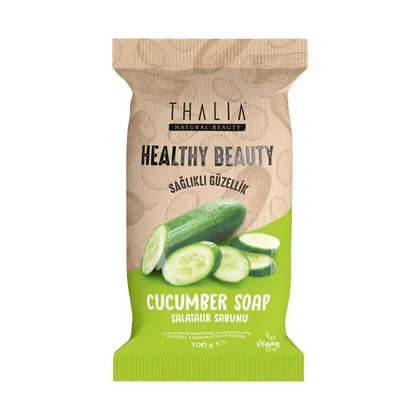 THALIA
NATURAL BEAUTY
HEALTHY BEAUTY
SAĞLIKLI GÜZELLİK
CUCUMBER SOAP
SALATALIK SABUNU
100 g ℮
vegan